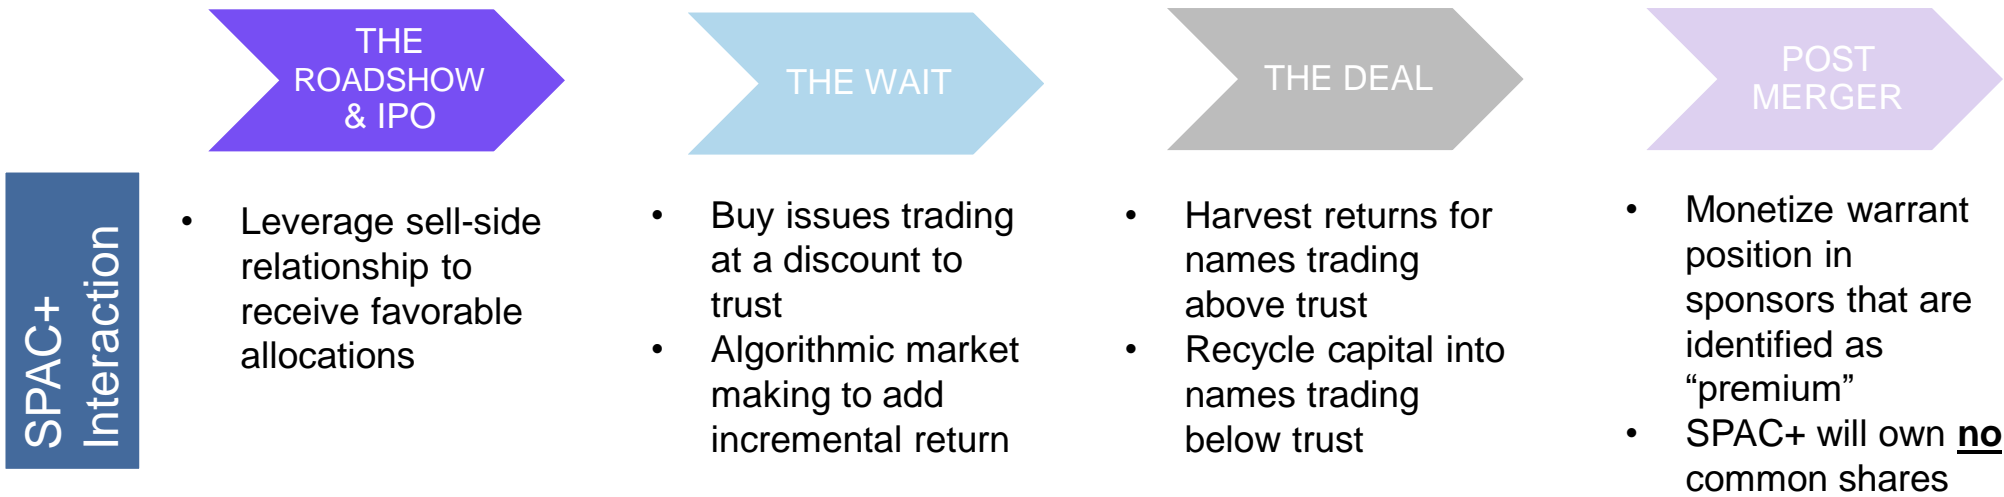 THE
ROADSHOW
& IPO
THE WAIT
THE DEAL
POST
MERGER
SPAC+
Interaction
• Leverage sell-side
relationship to
receive favorable
allocations
• Buy issues trading
at a discount to
trust
• Algorithmic market
making to add
incremental return
• Harvest returns for
names trading
above trust
• Recycle capital into
names trading
below trust
• Monetize warrant
position in
sponsors that are
identified as
“premium”
• SPAC+ will own no
common shares